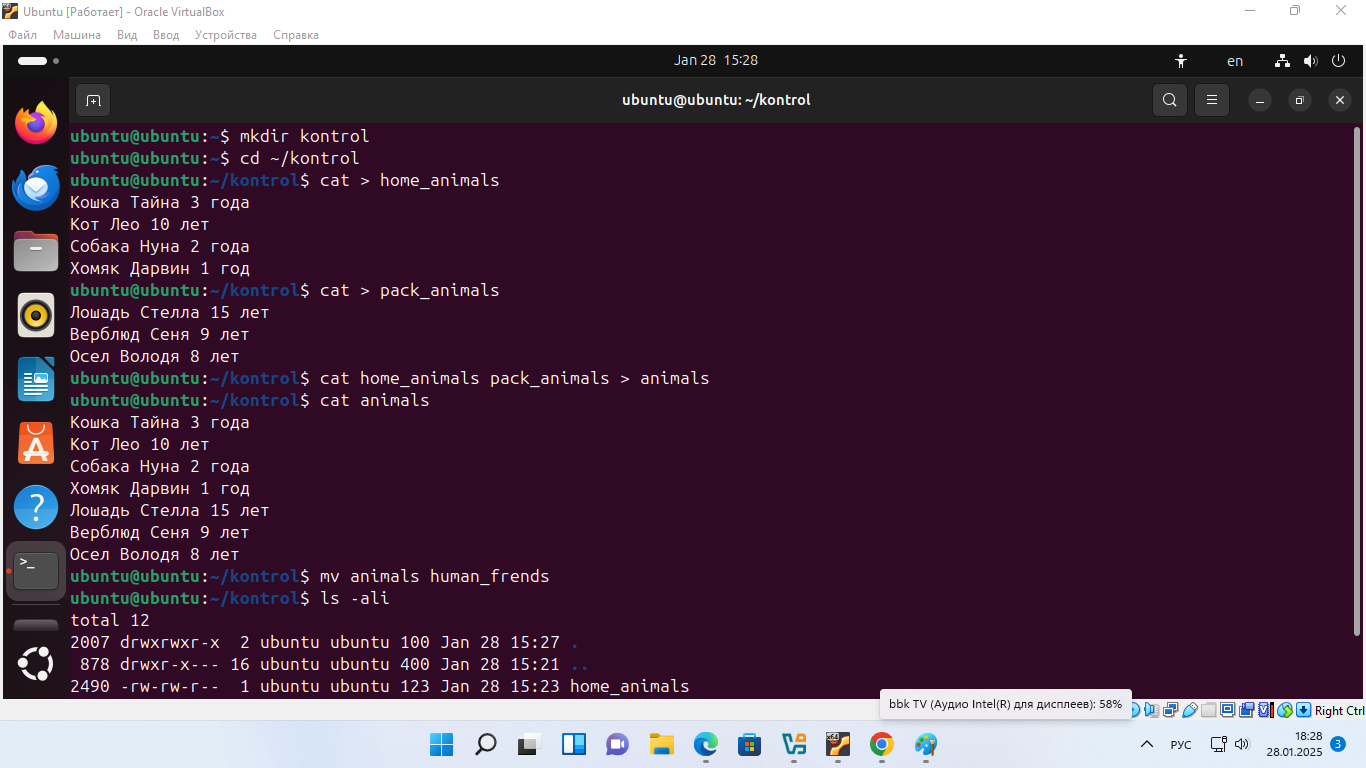 Ubuntu [Работает] - Oracle VirtualBox
Файл Машина Вид Ввод Устройства Справка
Jan 28 15:28
en
ubuntu@ubuntu: ~/kontrol
ubuntu@ubuntu:~$ mkdir kontrol
ubuntu@ubuntu:~$ cd ~/kontrol
ubuntu@ubuntu:~/kontrol$ cat > home_animals
Кошка Тайна 3 года
Кот Лео 10 лет
Собака Нуна 2 года
Хомяк Дарвин 1 год
ubuntu@ubuntu:~/kontrol$ cat > pack_animals
Лошадь Стелла 15 лет
Верблюд Сеня 9 лет
Осел Володя 8 лет
ubuntu@ubuntu:~/kontrol$ cat home_animals pack_animals > animals
ubuntu@ubuntu:~/kontrol$ cat animals
Кошка Тайна 3 года
Кот Лео 10 лет
Собака Нуна 2 года
Хомяк Дарвин 1 год
Лошадь Стелла 15 лет
Верблюд Сеня 9 лет
Осел Володя 8 лет
ubuntu@ubuntu:~/kontrol$ mv animals human_frends
ubuntu@ubuntu:~/kontrol$ ls -ali
total 12
2007 drwxrwxr-x  2 ubuntu ubuntu 100 Jan 28 15:27 .
 878 drwxr-x--- 16 ubuntu ubuntu 400 Jan 28 15:21 ..
2490 -rw-rw-r--  1 ubuntu ubuntu 123 Jan 28 15:23 home_animals
bbk TV (Аудио Intel(R) для дисплеев): 58%
Right Ctrl
x64
РУС
18:28
28.01.2025
3